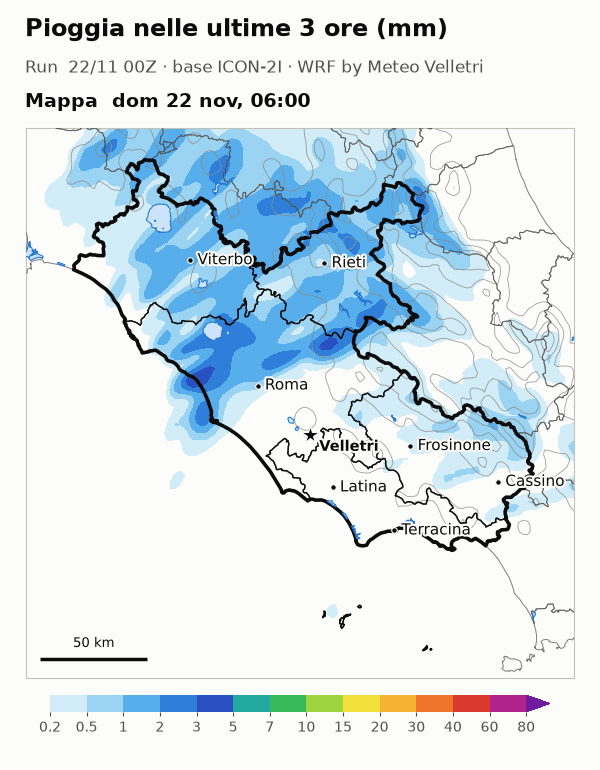 Pioggia nelle ultime 3 ore (mm)
Run  22/11 00Z · base ICON-2I · WRF by Meteo Velletri
Mappa  dom 22 nov, 06:00
Viterbo
Rieti
Roma
Velletri
Frosinone
Cassino
Latina
Terracina
50 km
0.2 0.5 1 2 3 5 7 10 15 20 30 40 60 80